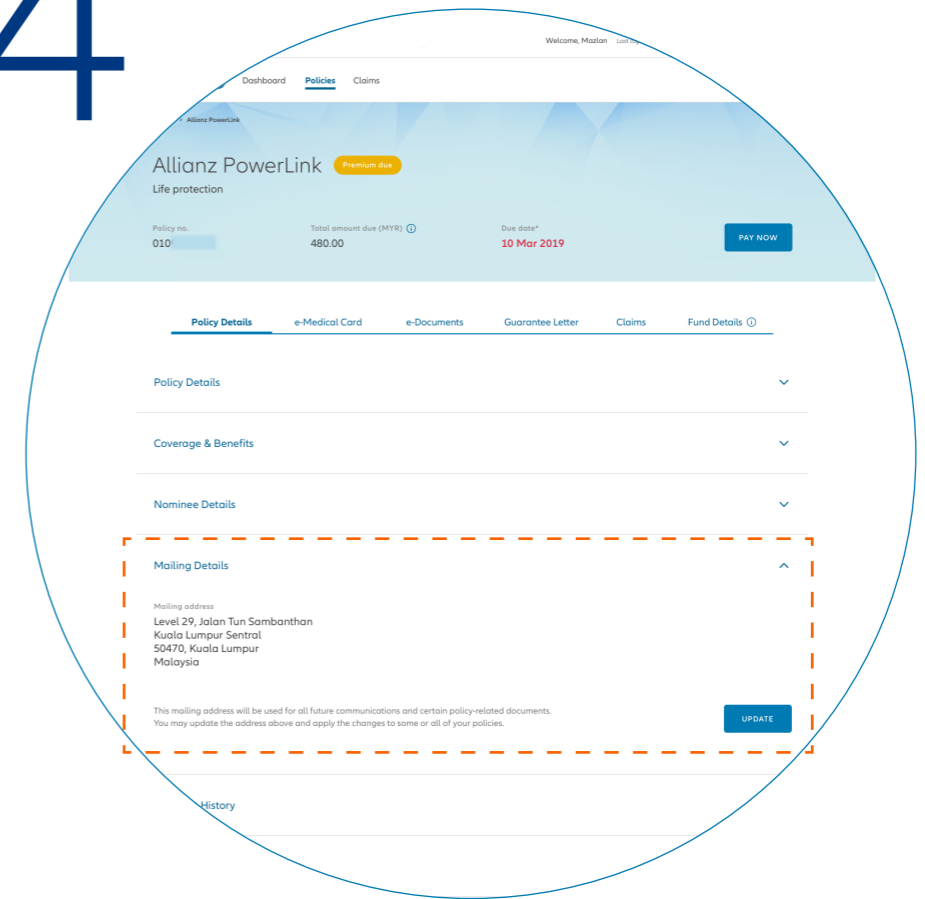 4
Welcome, Mazlan
Dashboard Policies Claims
Allianz PowerLink
Allianz PowerLink Premium due
Life protection
Policy no. Total amount due (MYR) Due date*
010 480.00 10 Mar 2019 PAY NOW
Policy Details e-Medical Card e-Documents Guarantee Letter Claims Fund Details
Policy Details
Coverage & Benefits
Nominee Details
Mailing Details
Mailing address
Level 29, Jalan Tun Sambanthan
Kuala Lumpur Sentral
50470, Kuala Lumpur
Malaysia
This mailing address will be used for all future communications and certain policy-related documents.
You may update the address above and apply the changes to some or all of your policies.
UPDATE
History